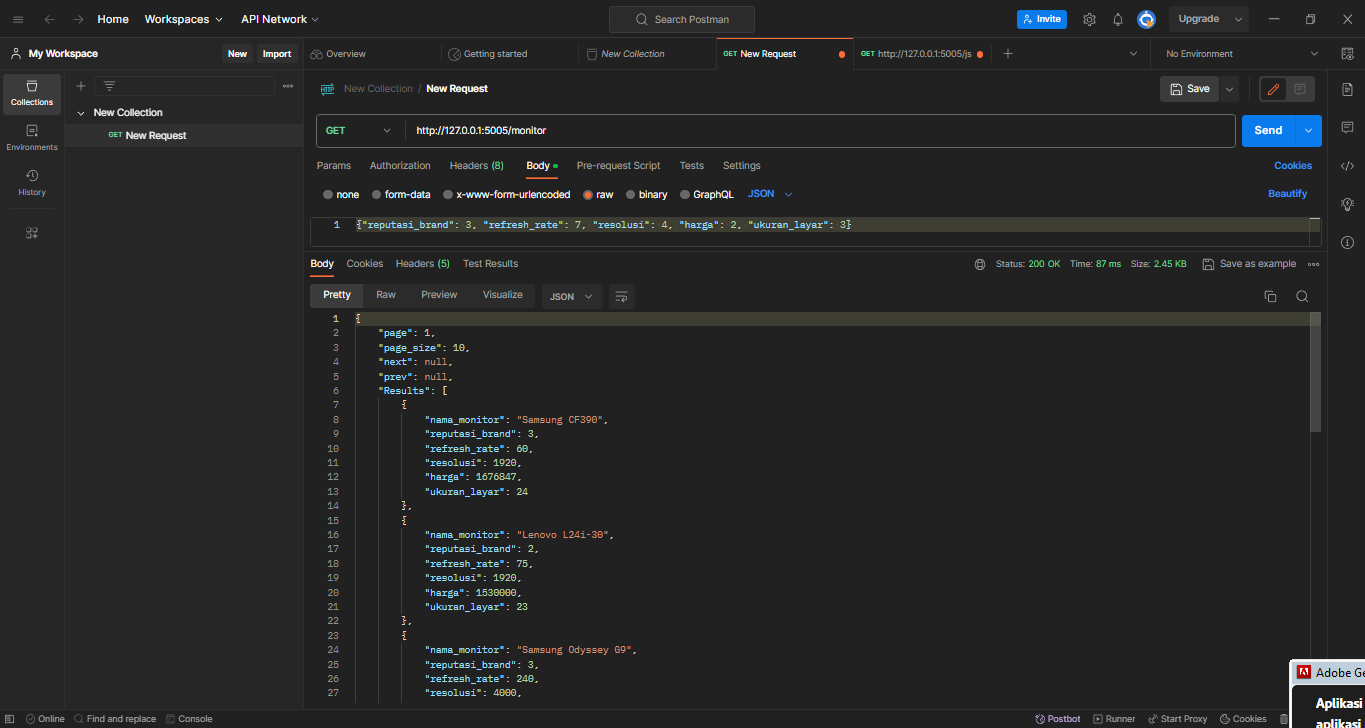 Home Workspaces API Network Search Postman Invite Upgrade
My Workspace New Import Overview Getting started New Collection GET New Request GET http://127.0.0.1:5005/js No Environment
Collections
Environments
History
New Collection
GET New Request
HTTP New Collection / New Request Save
GET http://127.0.0.1:5005/monitor Send
Params Authorization Headers (8) Body Pre-request Script Tests Settings Cookies
none form-data x-www-form-urlencoded raw binary GraphQL JSON Beautify
1 {"reputasi_brand": 3, "refresh_rate": 7, "resolusi": 4, "harga": 2, "ukuran_layar": 3}
Body Cookies Headers (5) Test Results Status: 200 OK Time: 87 ms Size: 2.45 KB Save as example
Pretty Raw Preview Visualize JSON
1 {
2 "page": 1,
3 "page_size": 10,
4 "next": null,
5 "prev": null,
6 "Results": [
7 {
8 "nama_monitor": "Samsung CF390",
9 "reputasi_brand": 3,
10 "refresh_rate": 60,
11 "resolusi": 1920,
12 "harga": 1676847,
13 "ukuran_layar": 24
14 },
15 {
16 "nama_monitor": "Lenovo L24i-30",
17 "reputasi_brand": 2,
18 "refresh_rate": 75,
19 "resolusi": 1920,
20 "harga": 1530000,
21 "ukuran_layar": 23
22 },
23 {
24 "nama_monitor": "Samsung Odyssey G9",
25 "reputasi_brand": 3,
26 "refresh_rate": 240,
27 "resolusi": 4000,
Adobe Ge
Aplikasi
aplikasi
Online Find and replace Console Postbot Runner Start Proxy Cookies